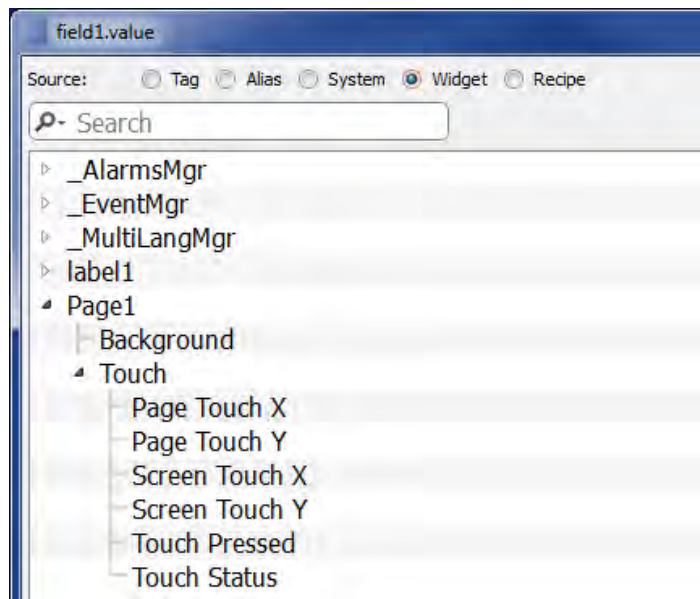 field1.value
Source: Tag Alias System Widget Recipe
Search
_AlarmsMgr
_EventMgr
_MultiLangMgr
label1
Page1
Background
Touch
Page Touch X
Page Touch Y
Screen Touch X
Screen Touch Y
Touch Pressed
Touch Status